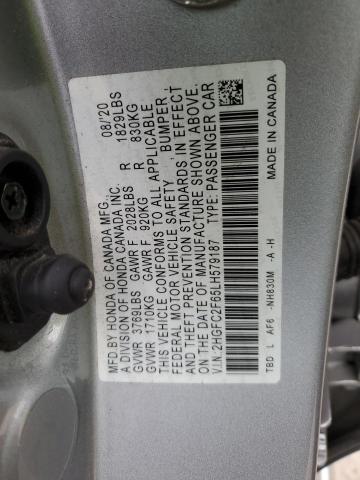 MFD.BY HONDA OF CANADA MFG., 08/'20
A DIVISION OF HONDA CANADA INC.
GVWR 3769LBS GAWR F 2028LBS R 1829LBS
GVWR 1710KG GAWR F 920KG R 830KG
THIS VEHICLE CONFORMS TO ALL APPLICABLE
FEDERAL MOTOR VEHICLE SAFETY, BUMPER,
AND THEFT PREVENTION STANDARDS IN EFFECT
ON THE DATE OF MANUFACTURE SHOWN ABOVE.
V.I.N.:2HGFC2F65LH579187 TYPE:PASSENGER CAR
TBD L AF6 -NH830M -A -H MADE IN CANADA